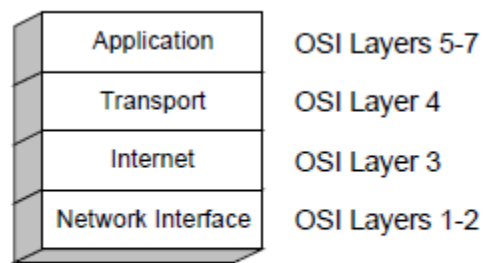 Application OSI Layers 5-7
Transport OSI Layer 4
Internet OSI Layer 3
Network Interface OSI Layers 1-2